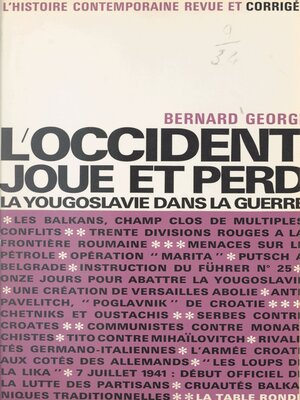 L'HISTOIRE CONTEMPORAINE REVUE ET CORRIGÉ
9
34
BERNARD GEORG
L'OCCIDENT
JOUE ET PERD
LA YOUGOSLAVIE DANS LA GUERRE
* LES BALKANS, CHAMP CLOS DE MULTIPLES
CONFLITS ** TRENTE DIVISIONS ROUGES A LA
FRONTIÈRE ROUMAINE *** MENACES SUR LE
PÉTROLE * OPÉRATION "MARITA" * PUTSCH A
BELGRADE * INSTRUCTION DU FÜHRER N° 25 *
ONZE JOURS POUR ABATTRE LA YOUGOSLAVIE
* UNE CRÉATION DE VERSAILLES ABOLIE * ANT
PAVELITCH, "POGLAVNIK" DE CROATIE ***
CHETNIKS ET OUSTACHIS ** SERBES CONTRE
CROATES ** COMMUNISTES CONTRE MONAR
CHISTES * TITO CONTRE MIHAÏLOVITCH * RIVALI
TÉS GERMANO-ITALIENNES * L'ARMÉE CROATE
AUX COTÉS DES ALLEMANDS * "LES LOUPS DE
LA LIKA" * 7 JUILLET 1941 : DÉBUT OFFICIEL DE
LA LUTTE DES PARTISANS * CRUAUTÉS BALKA
NIQUES TRADITIONNELLES ** LA TABLE RONDE